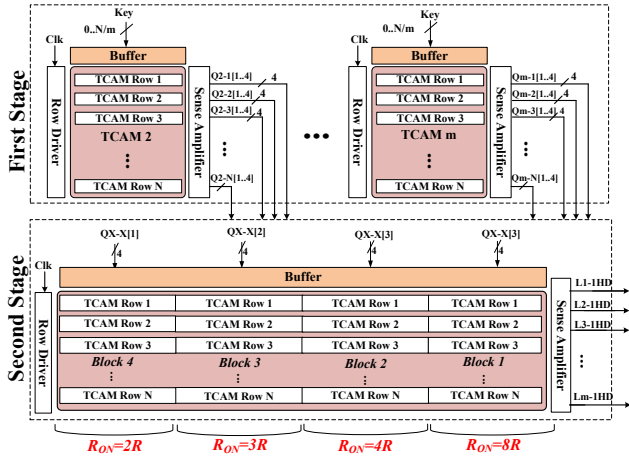 Key
Key
0..N/m
0..N/m
Clk
Clk
First Stage
Buffer
Buffer
Row Driver
TCAM Row 1
TCAM Row 2
TCAM Row 3
TCAM 2
TCAM Row N
Sense Amplifier
Q2-1[1..4]
4
Q2-2[1..4]
4
Q2-3[1..4]
4
Q2-N[1..4]
Row Driver
TCAM Row 1
TCAM Row 2
TCAM Row 3
TCAM m
TCAM Row N
Sense Amplifier
Qm-1[1..4]
4
Qm-2[1..4]
4
Qm-3[1..4]
4
Qm-N[1..4]
Second Stage
QX-X[1]
QX-X[2]
QX-X[3]
QX-X[3]
4
4
4
4
Clk
Buffer
Row Driver
TCAM Row 1 TCAM Row 1 TCAM Row 1 TCAM Row 1
TCAM Row 2 TCAM Row 2 TCAM Row 2 TCAM Row 2
TCAM Row 3 TCAM Row 3 TCAM Row 3 TCAM Row 3
Block 4 Block 3 Block 2 Block 1
TCAM Row N TCAM Row N TCAM Row N TCAM Row N
Sense Amplifier
L1-1HD
L2-1HD
L3-1HD
Lm-1HD
R_ON=2R R_ON=3R R_ON=4R R_ON=8R